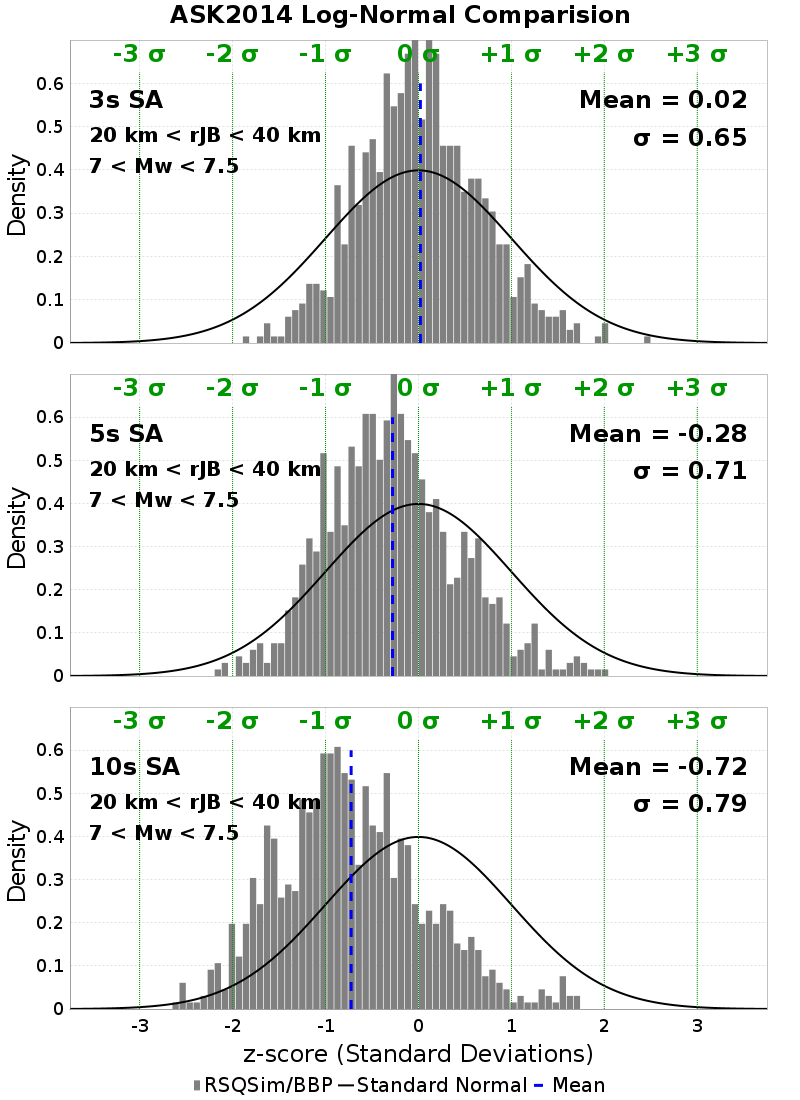 ASK2014 Log-Normal Comparision
-3 σ -2 σ -1 σ 0 σ +1 σ +2 σ +3 σ
3s SA
20 km < rJB < 40 km
7 < Mw < 7.5
Mean = 0.02
σ = 0.65
Density
0.6
0.5
0.4
0.3
0.2
0.1
0
-3 σ -2 σ -1 σ 0 σ +1 σ +2 σ +3 σ
5s SA
20 km < rJB < 40 km
7 < Mw < 7.5
Mean = -0.28
σ = 0.71
Density
0.6
0.5
0.4
0.3
0.2
0.1
0
-3 σ -2 σ -1 σ 0 σ +1 σ +2 σ +3 σ
10s SA
20 km < rJB < 40 km
7 < Mw < 7.5
Mean = -0.72
σ = 0.79
Density
0.6
0.5
0.4
0.3
0.2
0.1
0
-3 -2 -1 0 1 2 3
z-score (Standard Deviations)
RSQSim/BBP Standard Normal Mean